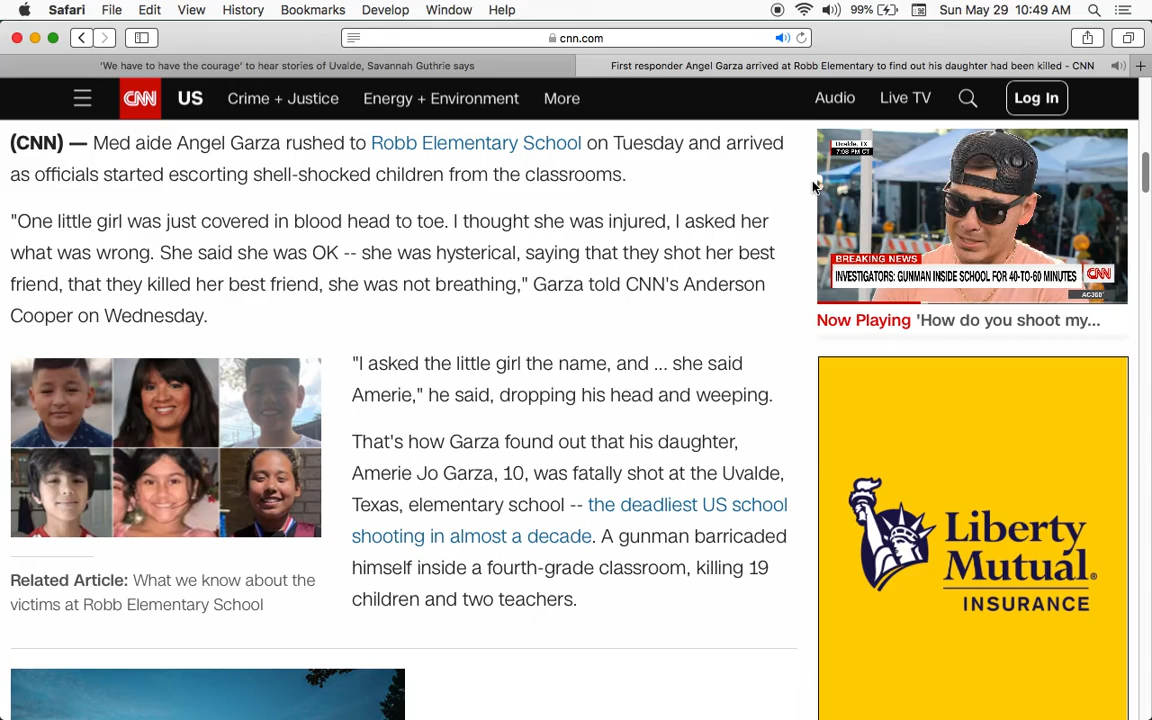 Safari File Edit View History Bookmarks Develop Window Help 99% Sun May 29 10:49 AM
cnn.com
'We have to have the courage' to hear stories of Uvalde, Savannah Guthrie says
First responder Angel Garza arrived at Robb Elementary to find out his daughter had been killed - CNN
CNN US Crime + Justice Energy + Environment More Audio Live TV Log In
(CNN) — Med aide Angel Garza rushed to Robb Elementary School on Tuesday and arrived
as officials started escorting shell-shocked children from the classrooms.
"One little girl was just covered in blood head to toe. I thought she was injured, I asked her
what was wrong. She said she was OK -- she was hysterical, saying that they shot her best
friend, that they killed her best friend, she was not breathing," Garza told CNN's Anderson
Cooper on Wednesday.
"I asked the little girl the name, and ... she said
Amerie," he said, dropping his head and weeping.
That's how Garza found out that his daughter,
Amerie Jo Garza, 10, was fatally shot at the Uvalde,
Texas, elementary school -- the deadliest US school
shooting in almost a decade. A gunman barricaded
himself inside a fourth-grade classroom, killing 19
children and two teachers.
Related Article: What we know about the
victims at Robb Elementary School
Uvalde, TX
7:08 PM CT
BREAKING NEWS
INVESTIGATORS: GUNMAN INSIDE SCHOOL FOR 40-TO-60 MINUTES CNN
AC360°
Now Playing 'How do you shoot my...
Liberty
Mutual®
INSURANCE